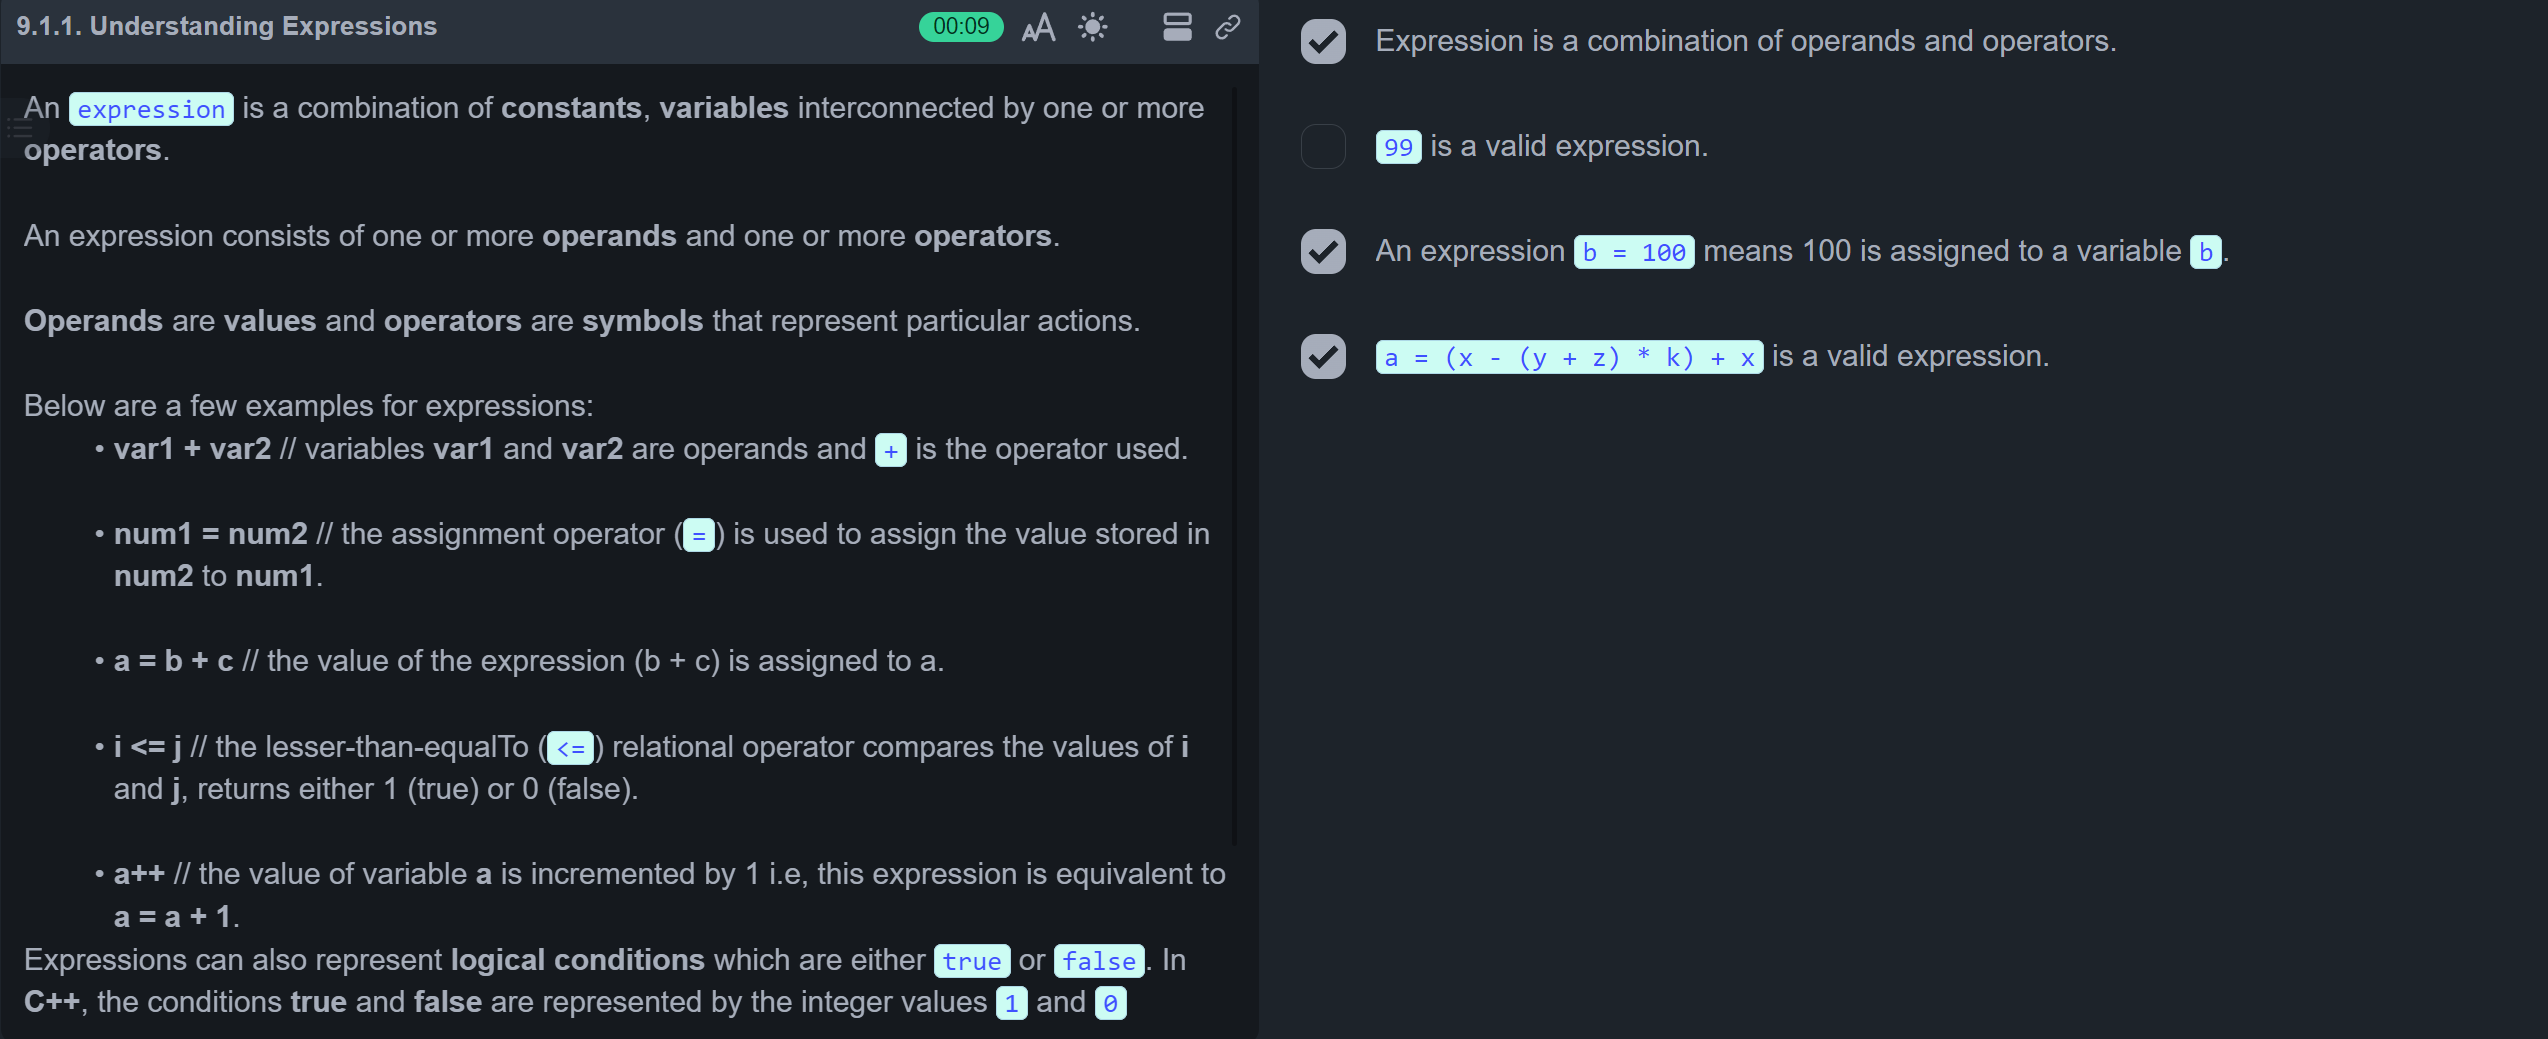 9.1.1. Understanding Expressions
00:09
An expression is a combination of constants, variables interconnected by one or more
operators.
An expression consists of one or more operands and one or more operators.
Operands are values and operators are symbols that represent particular actions.
Below are a few examples for expressions:
• var1 + var2 // variables var1 and var2 are operands and + is the operator used.
• num1 = num2 // the assignment operator (=) is used to assign the value stored in
num2 to num1.
• a = b + c // the value of the expression (b + c) is assigned to a.
• i <= j // the lesser-than-equalTo (<=) relational operator compares the values of i
and j, returns either 1 (true) or 0 (false).
• a++ // the value of variable a is incremented by 1 i.e, this expression is equivalent to
a = a + 1.
Expressions can also represent logical conditions which are either true or false. In
C++, the conditions true and false are represented by the integer values 1 and 0
Expression is a combination of operands and operators.
99 is a valid expression.
An expression b = 100 means 100 is assigned to a variable b.
a = (x - (y + z) * k) + x is a valid expression.